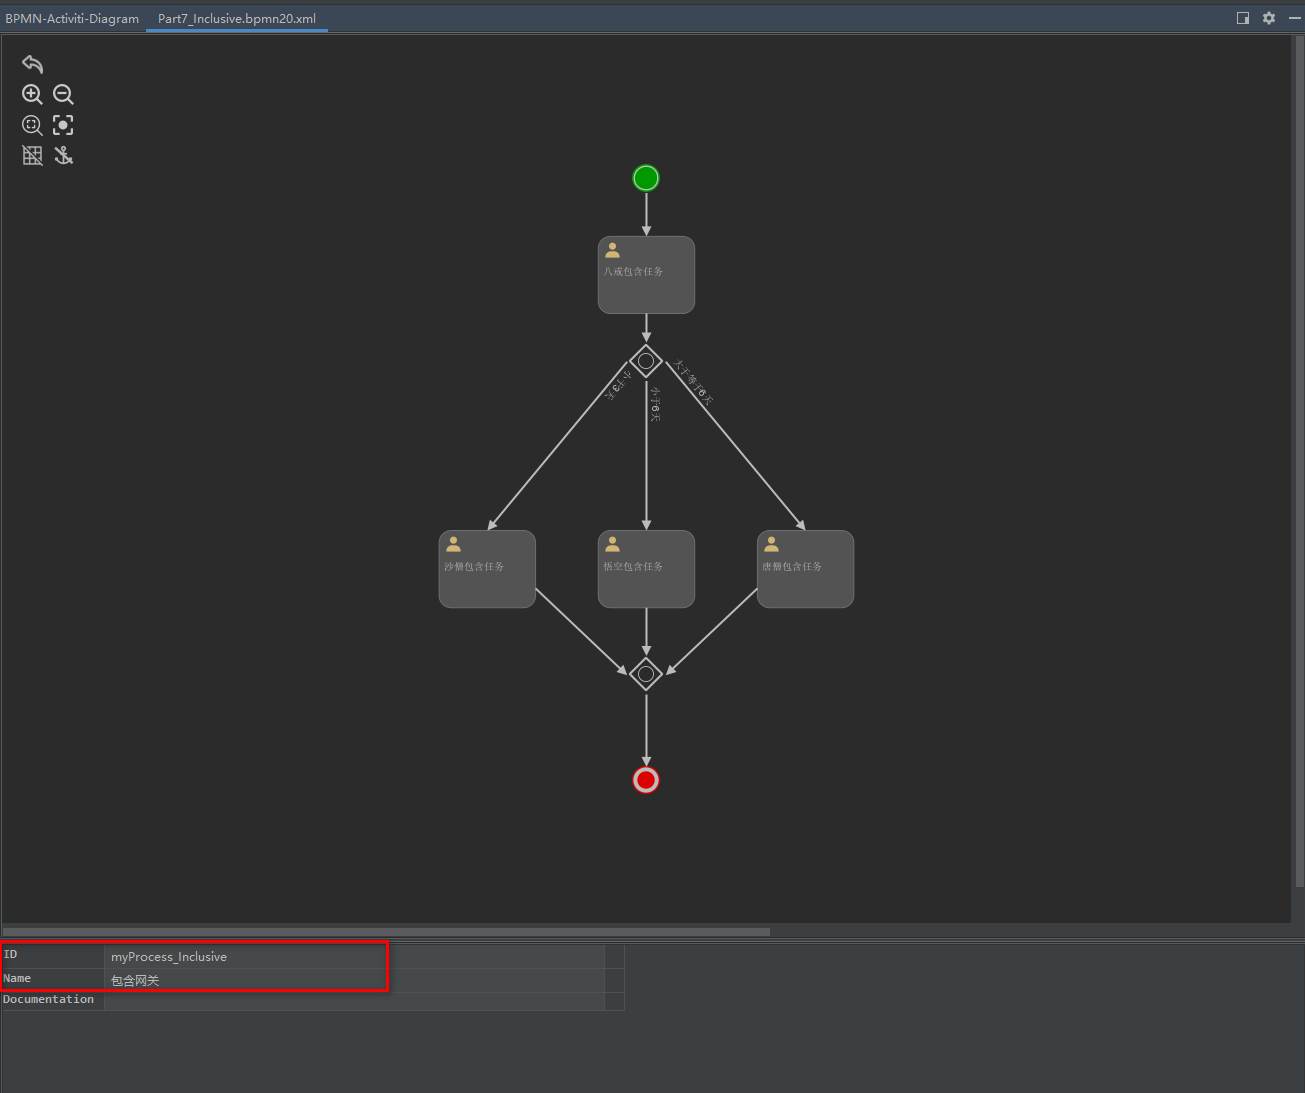 BPMN-Activiti-Diagram Part7_Inclusive.bpmn20.xml
八戒包含任务
小于3天
小于6天
大于等于6天
沙僧包含任务
悟空包含任务
唐僧包含任务
ID myProcess_Inclusive
Name 包含网关
Documentation